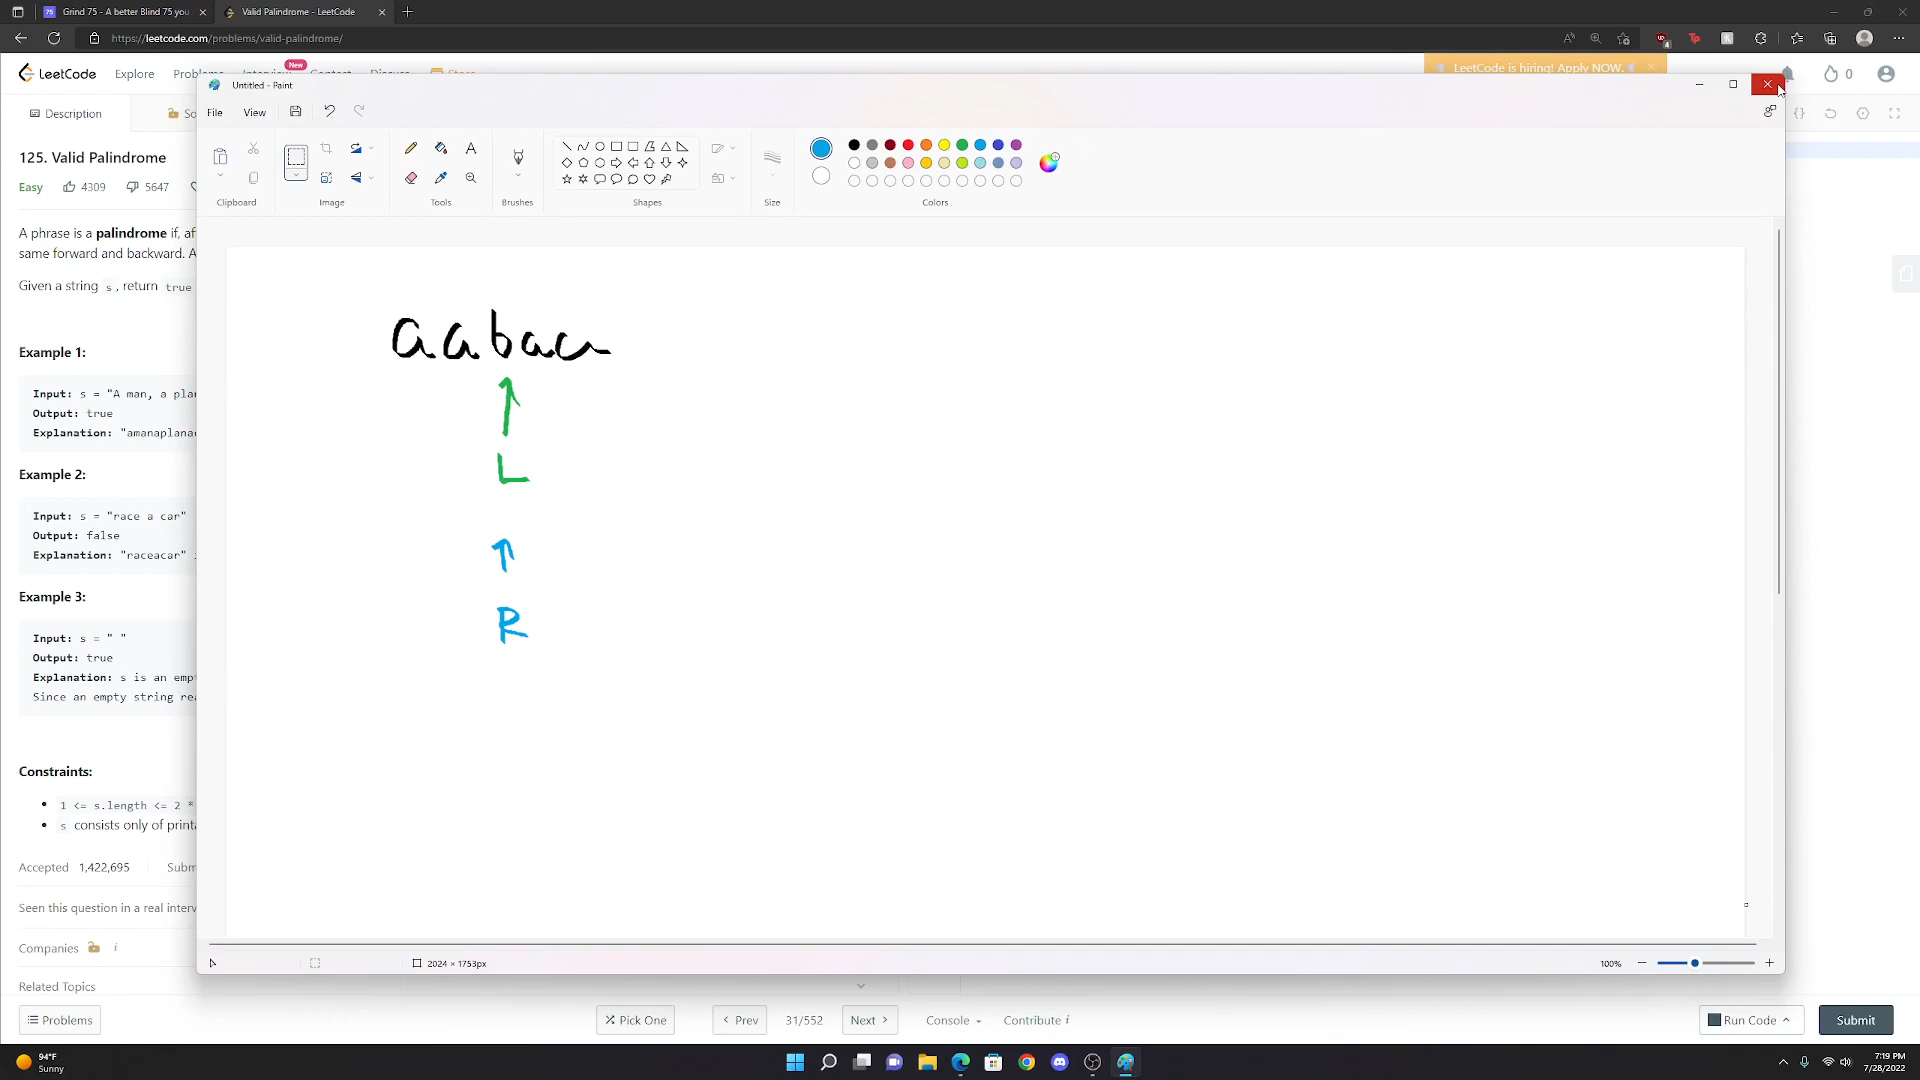 Grind 75 - A better Blind 75 you
Valid Palindrome - LeetCode
https://leetcode.com/problems/valid-palindrome/
LeetCode Explore
New
LeetCode is hiring! Apply NOW.
0
Untitled - Paint
File View
Description
Clipboard Image Tools Brushes Shapes Size Colors
125. Valid Palindrome
Easy 4309 5647
A phrase is a palindrome if, af
same forward and backward. A
Given a string s , return true
Example 1:
Input: s = "A man, a plan
Output: true
Explanation: "amanaplanac
Example 2:
Input: s = "race a car"
Output: false
Explanation: "raceacar" i
Example 3:
Input: s = " "
Output: true
Explanation: s is an empt
Since an empty string rea
Constraints:
1 <= s.length <= 2 *
s consists only of printa
Accepted 1,422,695 Subm
Seen this question in a real interv
Companies
Related Topics
aabaa
L
R
2024 × 1753px
100%
Problems
Pick One
Prev
31/552
Next
Console
Contribute i
Run Code
Submit
94°F
Sunny
7:19 PM
7/28/2022